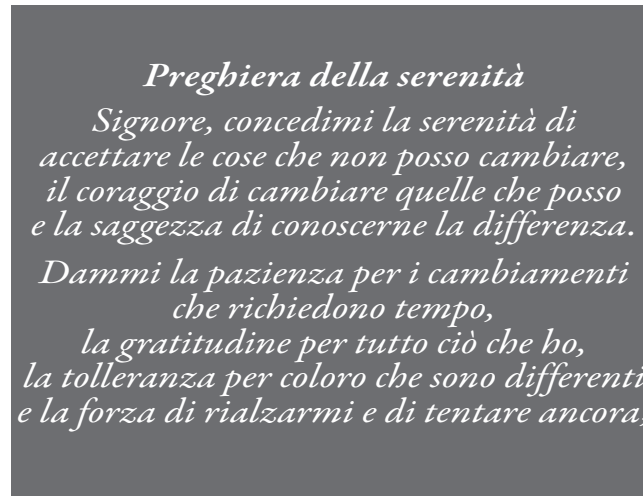 Preghiera della serenità
Signore, concedimi la serenità di
accettare le cose che non posso cambiare,
il coraggio di cambiare quelle che posso
e la saggezza di conoscerne la differenza.
Dammi la pazienza per i cambiamenti
che richiedono tempo,
la gratitudine per tutto ciò che ho,
la tolleranza per coloro che sono differenti
e la forza di rialzarmi e di tentare ancora,